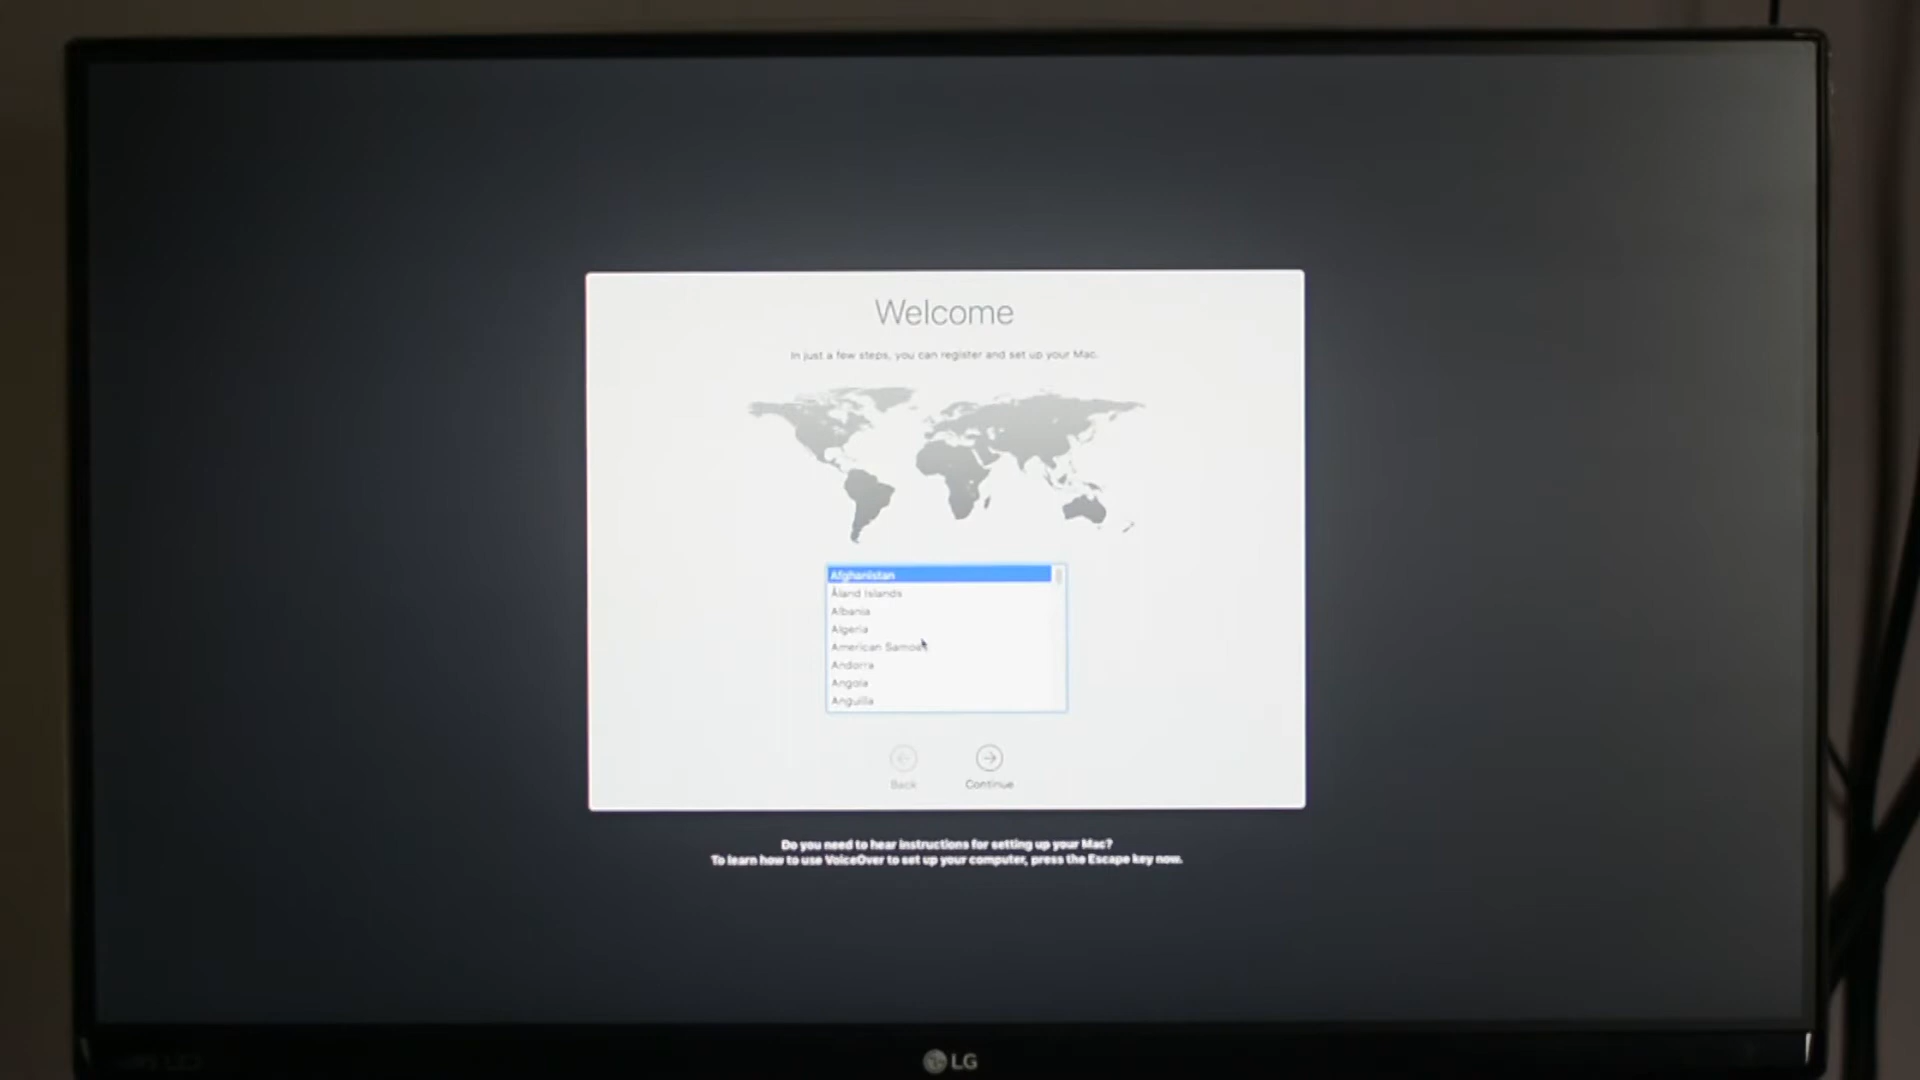 Welcome
In just a few steps, you can register and set up your Mac.
Afghanistan
Åland Islands
Albania
Algeria
American Samoa
Andorra
Angola
Anguilla
Back
Continue
Do you need to hear instructions for setting up your Mac?
To learn how to use VoiceOver to set up your computer, press the Escape key now.
LG